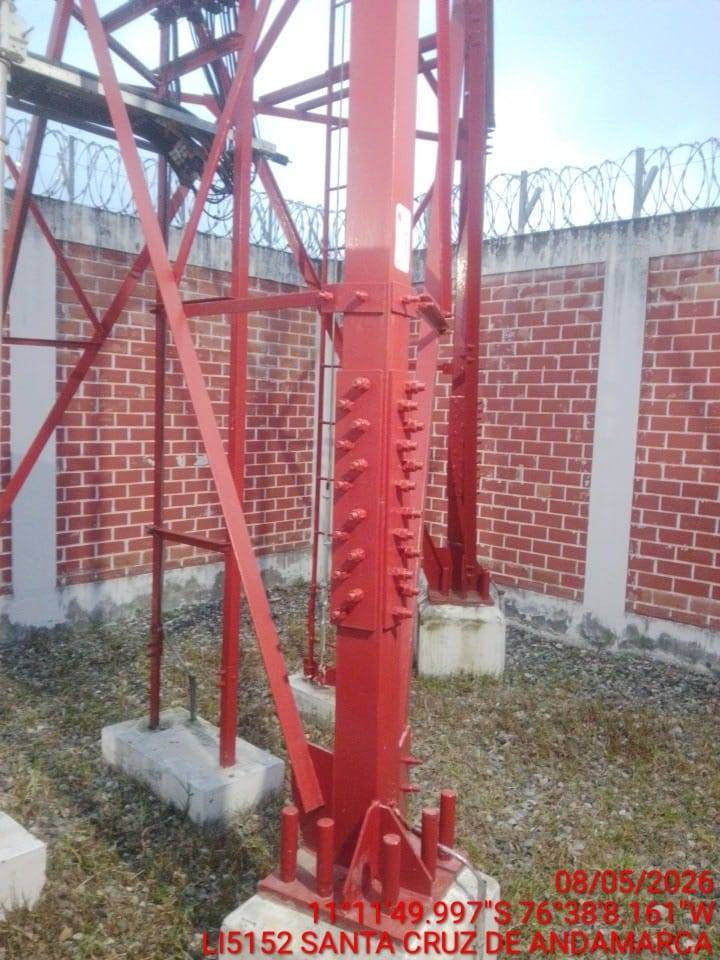 08/05/2026
11°11'49.997"S 76°38'8.161"W
LI5152 SANTA CRUZ DE ANDAMARCA